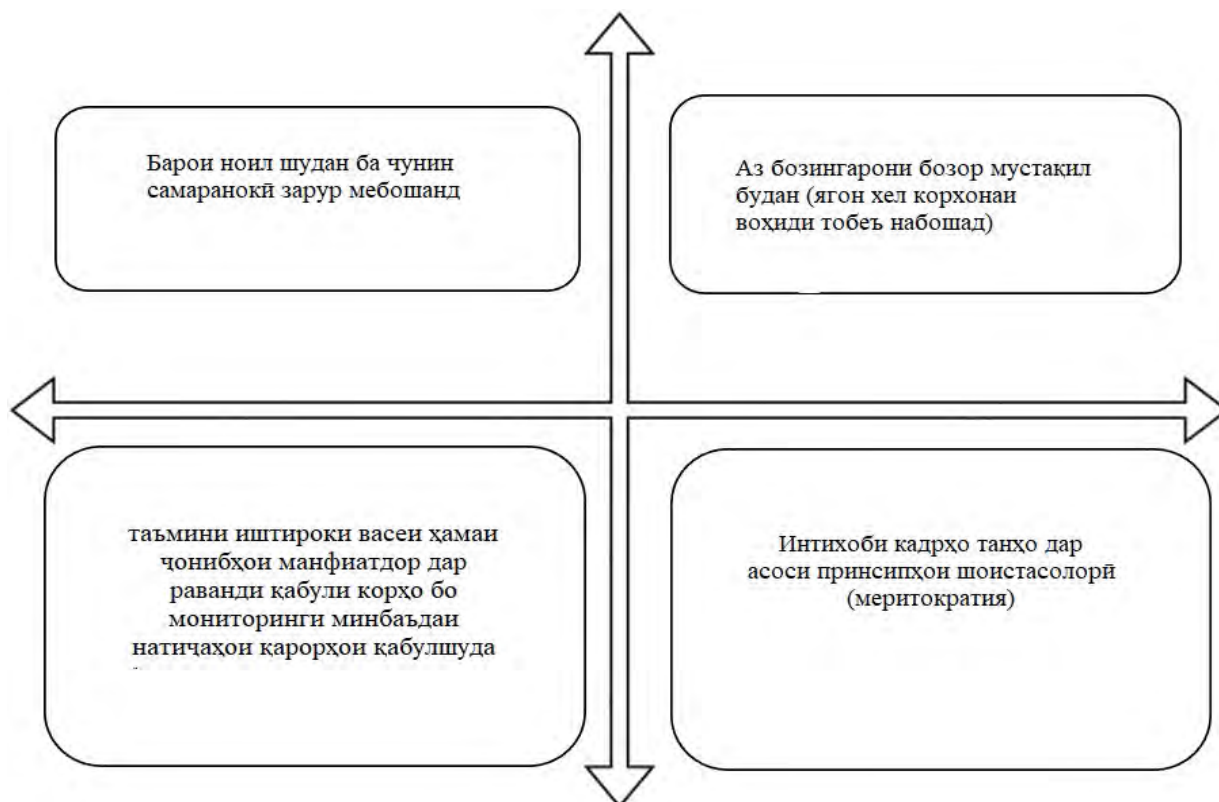 Барои ноил шудан ба чунин
самаранокӣ зарур мебошанд
Аз бозингарони бозор мустақил
будан (ягон хел корхонаи
воҳиди тобеъ набошад)
таъмини иштироки васеи ҳамаи
ҷонибҳои манфиатдор дар
раванди қабули корҳо бо
мониторинги минбаъдаи
натиҷаҳои қарорҳои қабулшуда
Интихоби кадрҳо танҳо дар
асоси принсипҳои шоистасолорӣ
(меритократия)